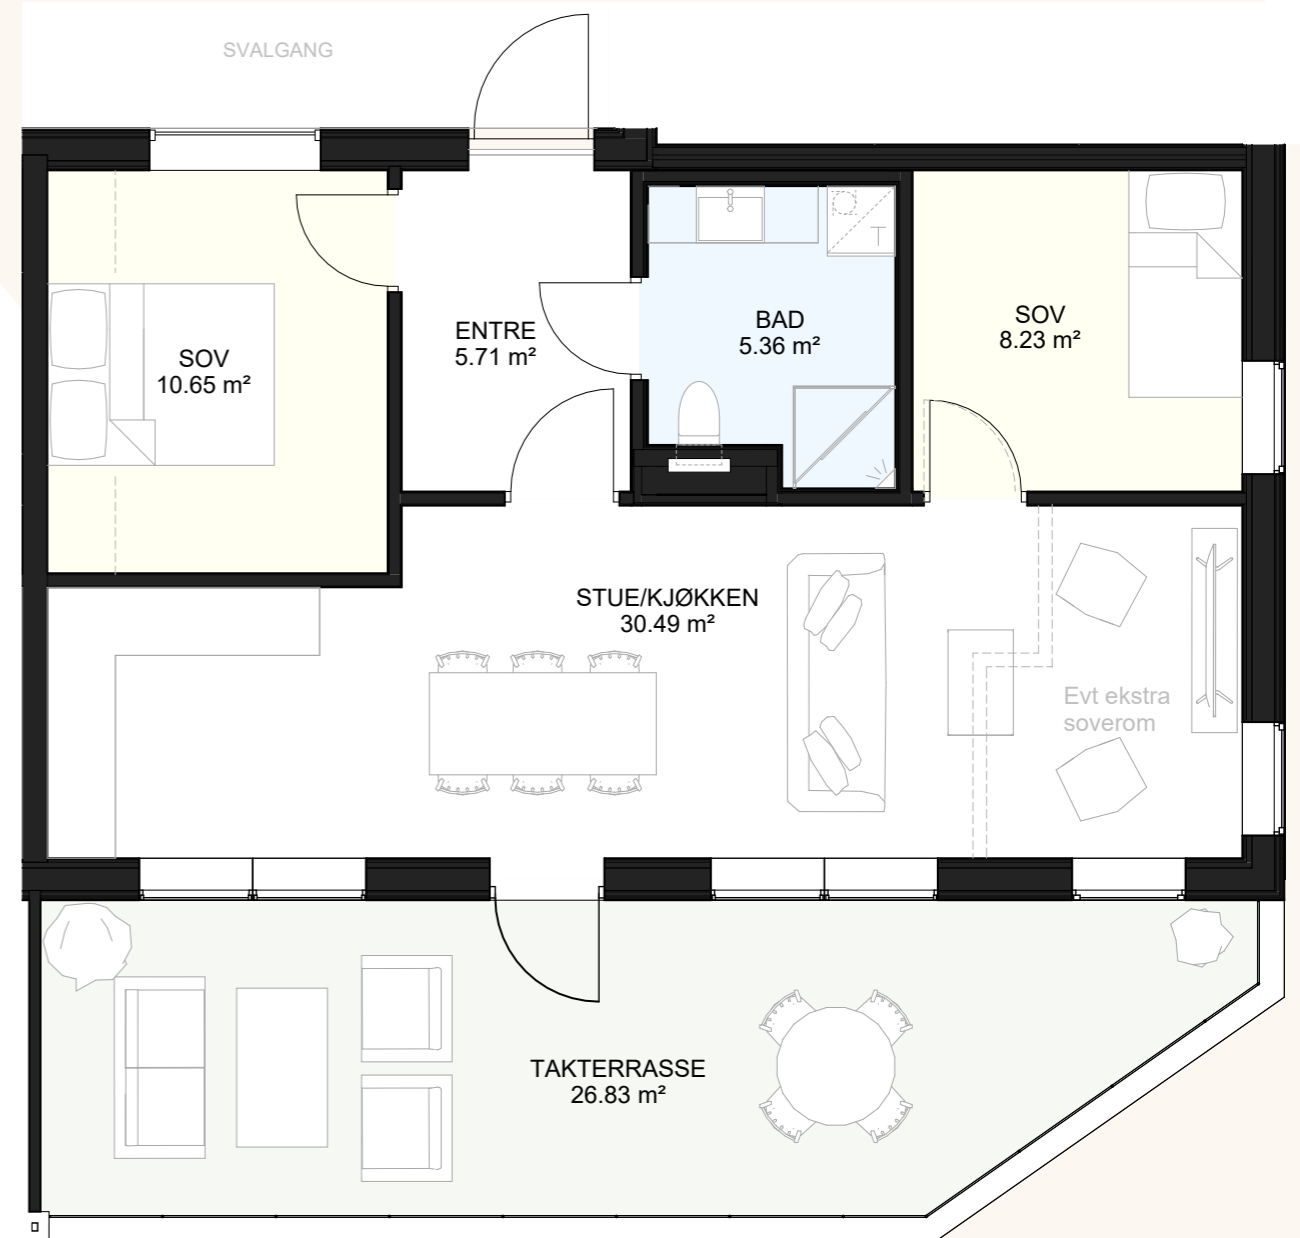 SVALGANG
SOV
10.65 m²
ENTRE
5.71 m²
BAD
5.36 m²
T
SOV
8.23 m²
STUE/KJØKKEN
30.49 m²
Evt ekstra
soverom
TAKTERRASSE
26.83 m²